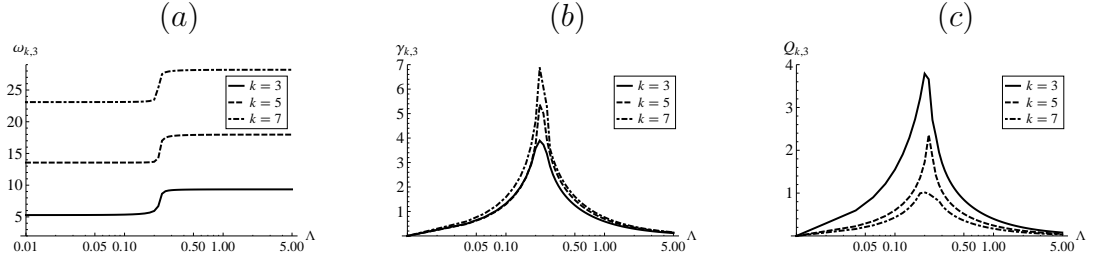 (a)
ω_{k,3}
25
20
15
10
5
0.01 0.05 0.10 0.50 1.00 5.00 Λ
k = 3
k = 5
k = 7
(b)
γ_{k,3}
7
6
5
4
3
2
1
0.05 0.10 0.50 1.00 5.00 Λ
k = 3
k = 5
k = 7
(c)
Q_{k,3}
4
3
2
1
0.05 0.10 0.50 1.00 5.00 Λ
k = 3
k = 5
k = 7